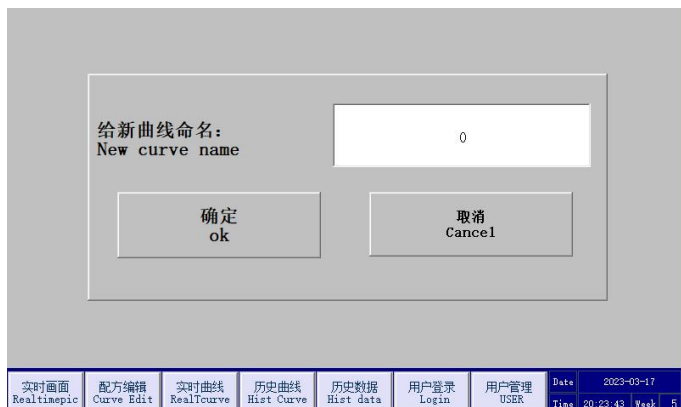 给新曲线命名:
New curve name
0
确定
ok
取消
Cancel
实时画面
Realtimepic
配方编辑
Curve Edit
实时曲线
RealTcurve
历史曲线
Hist Curve
历史数据
Hist data
用户登录
Login
用户管理
USER
Date 2023-03-17
Time 20:23:43 Week 5